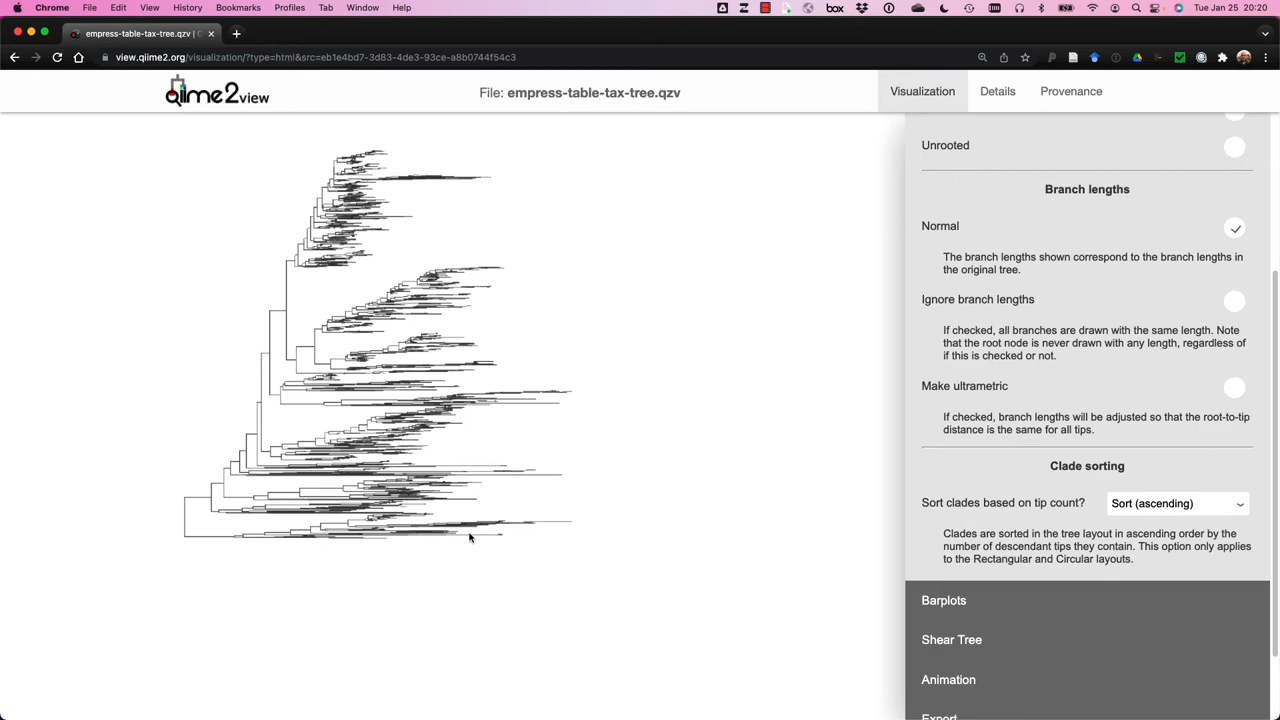 Chrome File Edit View History Bookmarks Profiles Tab Window Help box Tue Jan 25 20:20
empress-table-tax-tree.qzv |
view.qiime2.org/visualization/?type=html&src=eb1e4bd7-3d83-4de3-93ce-a8b0744f54c3
qiime2view File: empress-table-tax-tree.qzv Visualization Details Provenance
Unrooted
Branch lengths
Normal
The branch lengths shown correspond to the branch lengths in
the original tree.
Ignore branch lengths
If checked, all branches are drawn with the same length. Note
that the root node is never drawn with any length, regardless of
if this is checked or not.
Make ultrametric
If checked, branch lengths will be adjusted so that the root-to-tip
distance is the same for all tips.
Clade sorting
Sort clades based on tip count? Sort (ascending)
Clades are sorted in the tree layout in ascending order by the
number of descendant tips they contain. This option only applies
to the Rectangular and Circular layouts.
Barplots
Shear Tree
Animation
Export